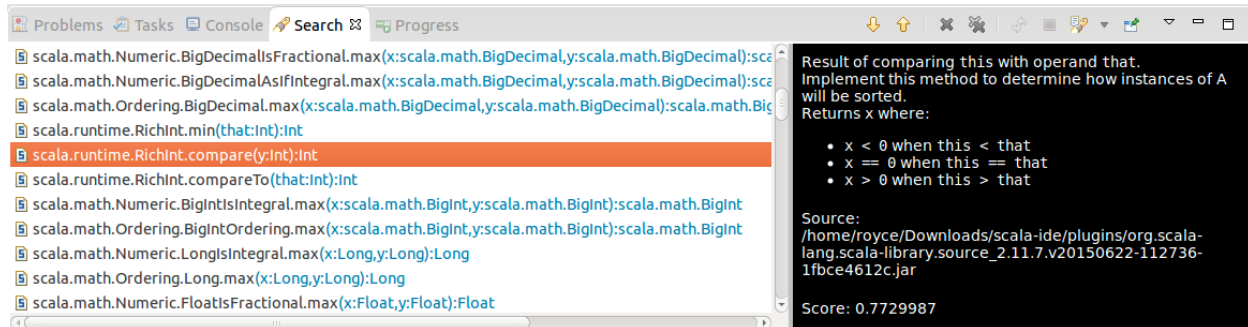 Problems Tasks Console Search Progress
scala.math.Numeric.BigDecimalIsFractional.max(x:scala.math.BigDecimal,y:scala.math.BigDecimal):sca
scala.math.Numeric.BigDecimalAsIfIntegral.max(x:scala.math.BigDecimal,y:scala.math.BigDecimal):sca
scala.math.Ordering.BigDecimal.max(x:scala.math.BigDecimal,y:scala.math.BigDecimal):scala.math.Big
scala.runtime.RichInt.min(that:Int):Int
scala.runtime.RichInt.compare(y:Int):Int
scala.runtime.RichInt.compareTo(that:Int):Int
scala.math.Numeric.BigIntIsIntegral.max(x:scala.math.BigInt,y:scala.math.BigInt):scala.math.BigInt
scala.math.Ordering.BigIntOrdering.max(x:scala.math.BigInt,y:scala.math.BigInt):scala.math.BigInt
scala.math.Numeric.LongIsIntegral.max(x:Long,y:Long):Long
scala.math.Ordering.Long.max(x:Long,y:Long):Long
scala.math.Numeric.FloatIsFractional.max(x:Float,y:Float):Float
Result of comparing this with operand that.
Implement this method to determine how instances of A
will be sorted.
Returns x where:
• x < 0 when this < that
• x == 0 when this == that
• x > 0 when this > that
Source:
/home/royce/Downloads/scala-ide/plugins/org.scala-
lang.scala-library.source_2.11.7.v20150622-112736-
1fbce4612c.jar
Score: 0.7729987